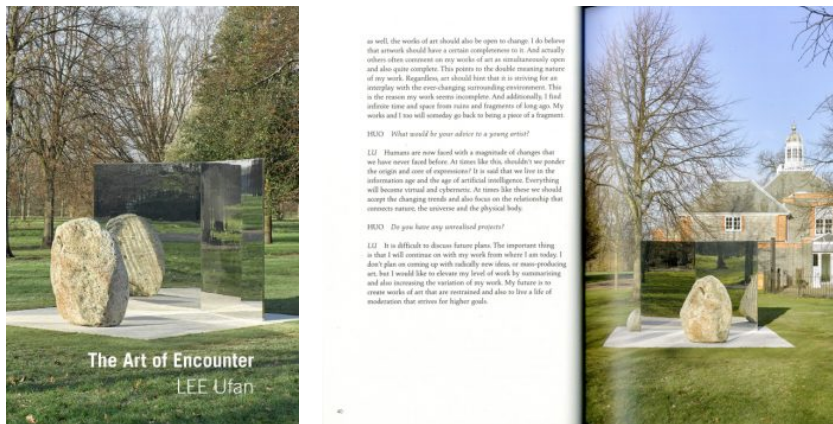 The Art of Encounter
LEE Ufan
as well, the works of art should also be open to change. I do believe
that artwork should have a certain completeness to it. And actually
others often comment on my works of art as simultaneously open
and also quite complete. This points to the double meaning nature
of my work. Regardless, art should hint that it is striving for an
interplay with the ever-changing surrounding environment. This
is the reason my work seems incomplete. And additionally, I find
infinite time and space from ruins and fragments of long ago. My
works and I too will someday go back to being a piece of a fragment.
HUO What would be your advice to a young artist?
LU Humans are now faced with a magnitude of changes that
we have never faced before. At times like this, shouldn't we ponder
the origin and core of expressions? It is said that we live in the
information age and the age of artificial intelligence. Everything
will become virtual and cybernetic. At times like these we should
accept the changing trends and also focus on the relationship that
connects nature, the universe and the physical body.
HUO Do you have any unrealised projects?
LU It is difficult to discuss future plans. The important thing
is that I will continue on with my work from where I am today. I
don't plan on coming up with radically new ideas, or mass-producing
art, but I would like to elevate my level of work by summarizing
and also increasing the variation of my work. My future is to
create works of art that are restrained and also to live a life of
moderation that strives for higher goals.
40